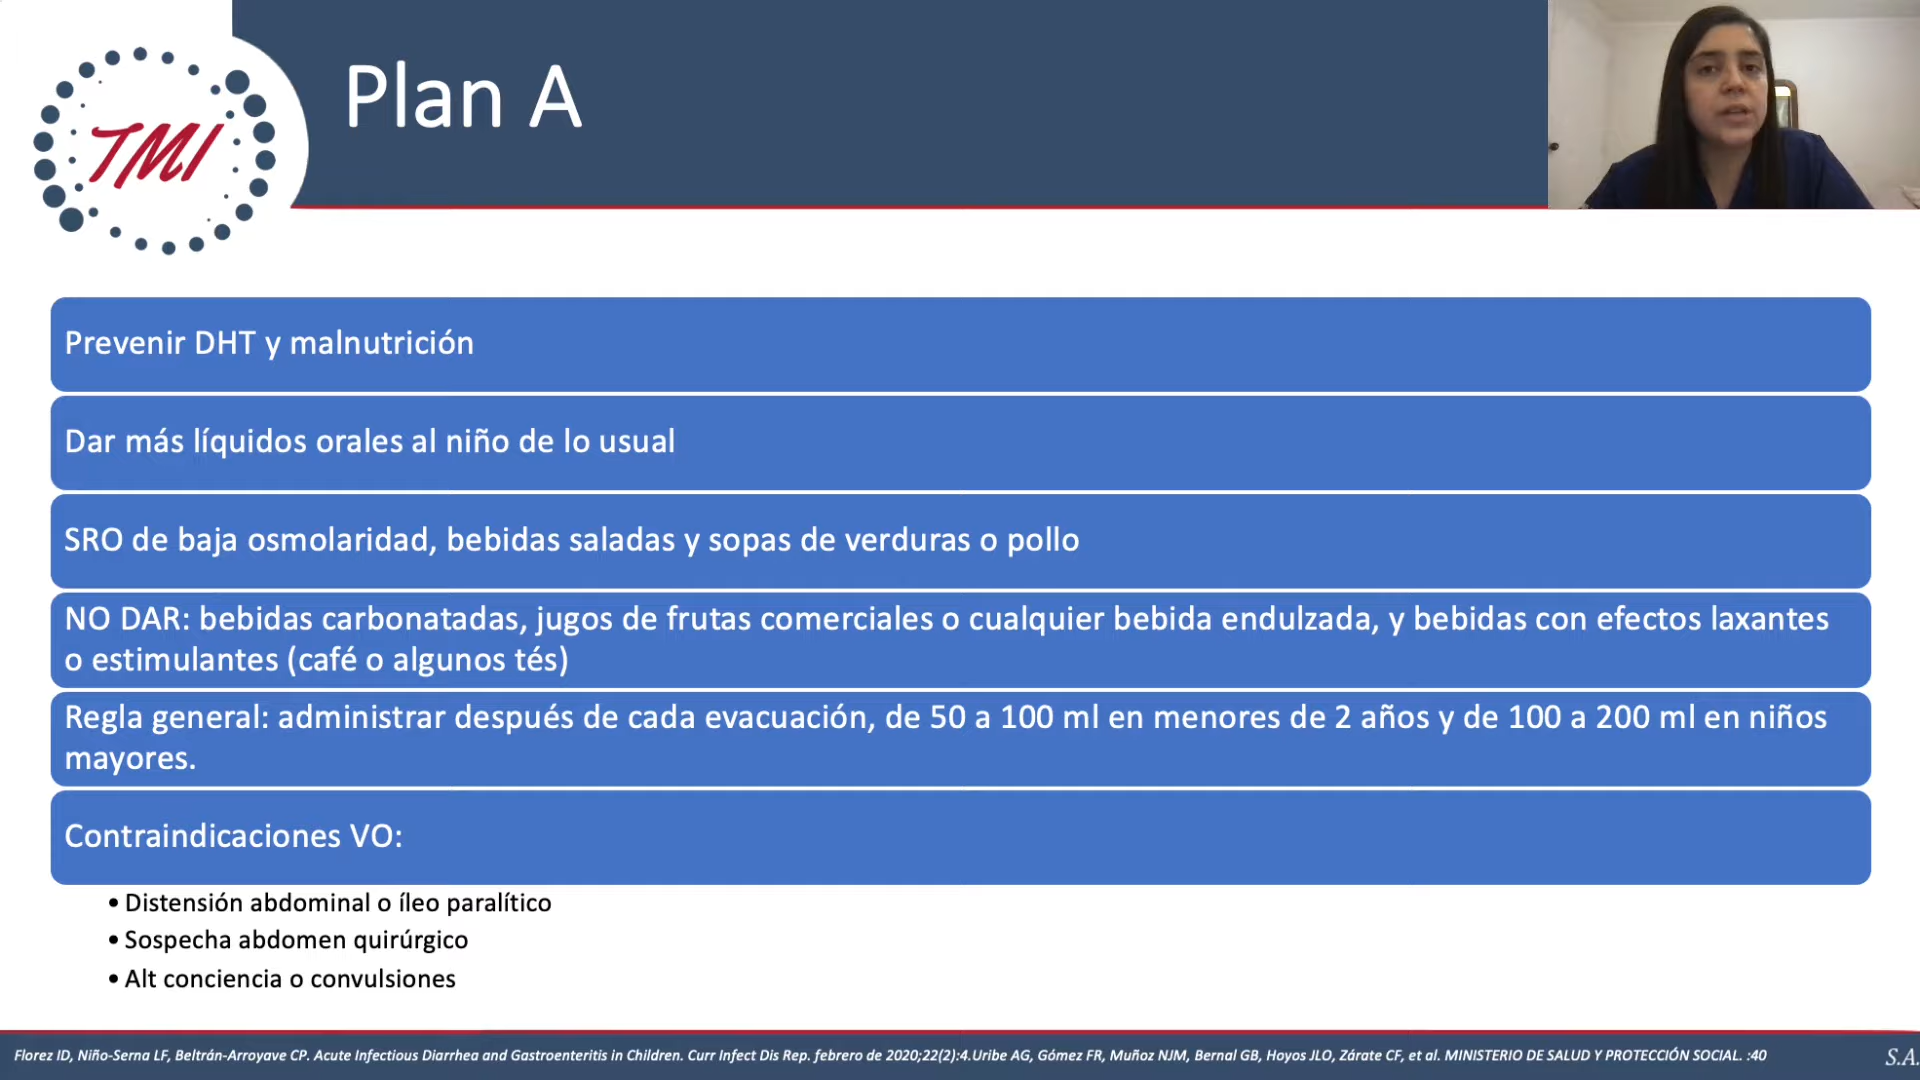 TMI
Plan A
Prevenir DHT y malnutrición
Dar más líquidos orales al niño de lo usual
SRO de baja osmolaridad, bebidas saladas y sopas de verduras o pollo
NO DAR: bebidas carbonatadas, jugos de frutas comerciales o cualquier bebida endulzada, y bebidas con efectos laxantes
o estimulantes (café o algunos tés)
Regla general: administrar después de cada evacuación, de 50 a 100 ml en menores de 2 años y de 100 a 200 ml en niños
mayores.
Contraindicaciones VO:
• Distensión abdominal o íleo paralítico
• Sospecha abdomen quirúrgico
• Alt conciencia o convulsiones
Florez ID, Niño-Serna LF, Beltrán-Arroyave CP. Acute Infectious Diarrhea and Gastroenteritis in Children. Curr Infect Dis Rep. febrero de 2020;22(2):4.Uribe AG, Gómez FR, Muñoz NJM, Bernal GB, Hoyos JLO, Zárate CF, et al. MINISTERIO DE SALUD Y PROTECCIÓN SOCIAL. :40
S.A.